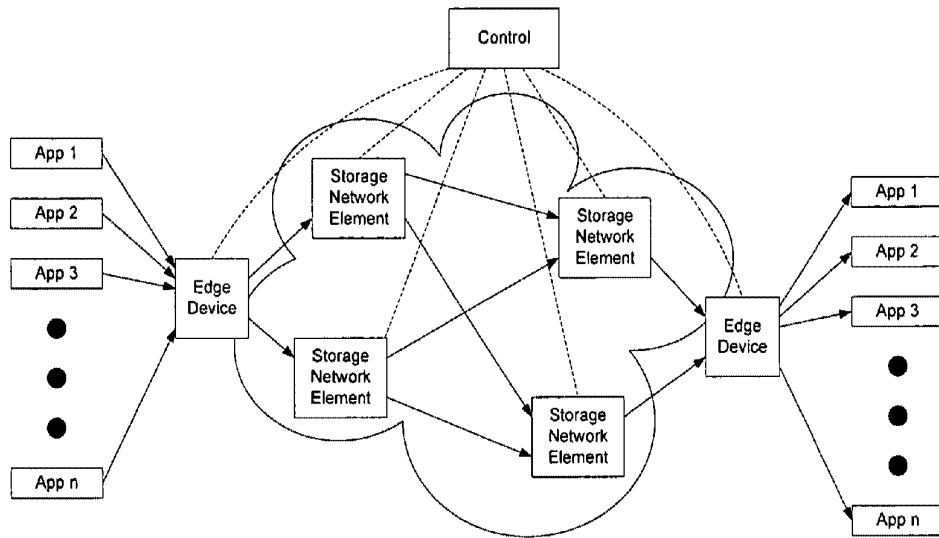 Control
App 1
App 2
App 3
App n
Edge
Device
Storage
Network
Element
Storage
Network
Element
Storage
Network
Element
Storage
Network
Element
Edge
Device
App 1
App 2
App 3
App n